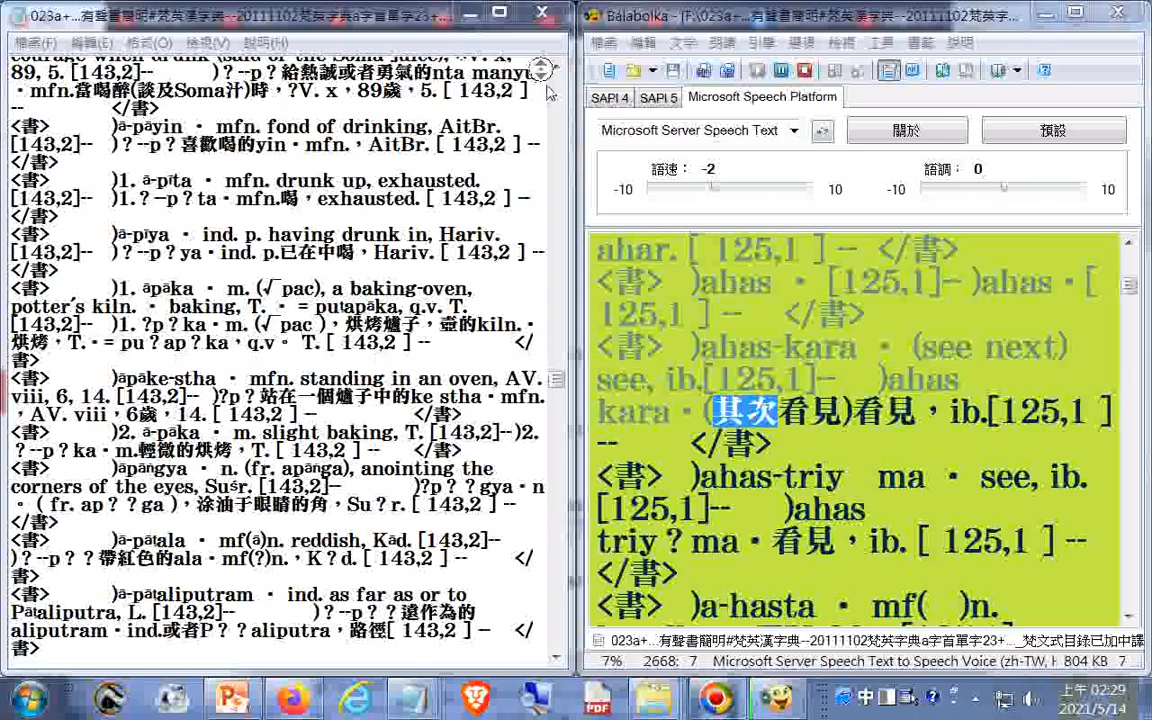 023a+...有聲書簡明#梵英漢字典--20111102梵英字典a字首單字23+...
檔案(F) 編輯(E) 格式(O) 檢視(V) 說明(H)
courage when drunk (said of the Soma juice), • V. x,
89, 5. [143,2]-- )?--p?給熱誠或者勇氣的nta manyu
•mfn.當喝醉(談及Soma汁)時,?V. x,89歲,5. [ 143,2 ]
-- </書>
<書> )ā-pāyin • mfn. fond of drinking, AitBr.
[143,2]-- )?--p?喜歡喝的yin•mfn.,AitBr. [ 143,2 ] --
</書>
<書> )1. ā-pīta • mfn. drunk up, exhausted.
[143,2]-- )1.?--p?ta•mfn.喝,exhausted. [ 143,2 ] --
</書>
<書> )ā-pīya • ind. p. having drunk in, Hariv.
[143,2]-- )?--p?ya•ind. p.已在中喝,Hariv. [ 143,2 ] --
</書>
<書> )1. āpāka • m. (√ pac), a baking-oven,
potter's kiln. • baking, T. • = puṭapāka, q.v. T.
[143,2]-- )1. ?p?ka•m. (√ pac ),烘烤爐子,壺的kiln.•
烘烤,T.•= pu?ap?ka, q.v。 T. [ 143,2 ] -- </
書>
<書> )āpāke-stha • mfn. standing in an oven, AV.
viii, 6, 14. [143,2]-- )?p?站在一個爐子中的ke stha•mfn.
,AV. viii,6歲,14. [ 143,2 ] -- </書>
<書> )2. ā-pāka • m. slight baking, T. [143,2]--)2.
?--p?ka•m.輕微的烘烤,T. [ 143,2 ] -- </書>
<書> )āpāṅgya • n. (fr. apāṅga), anointing the
corners of the eyes, Suśr. [143,2]-- )?p??gya•n
。( fr. ap??ga ),涂油于眼睛的角,Su?r. [ 143,2 ] --
</書>
<書> )ā-pāṭala • mf(ā)n. reddish, Kād. [143,2]--
)?--p??帶紅色的ala•mf(?)n.,K?d. [ 143,2 ] -- </
書>
<書> )ā-pāṭaliputram • ind. as far as or to
Pāṭaliputra, L. [143,2]-- )?--p??遠作為的
aliputram•ind.或者P??aliputra,路徑[ 143,2 ] -- </
書>
Balabolka - [F:\023a+...有聲書簡明#梵英漢字典--20111102梵英字...
檔案 編輯 文字 朗讀 引擎 選項 檢視 工具 書籤 說明
SAPI 4 SAPI 5 Microsoft Speech Platform
Microsoft Server Speech Text 關於 預設
語速: -2 語調: 0
-10 10 -10 10
ahar. [ 125,1 ] -- </書>
<書> )ahas • [125,1]-- )ahas•[
125,1 ] -- </書>
<書> )ahas-kara • (see next)
see, ib.[125,1]-- )ahas
kara•(其次看見)看見,ib.[125,1 ]
-- </書>
<書> )ahas-triy ma • see, ib.
[125,1]-- )ahas
triy?ma•看見,ib. [ 125,1 ] --
</書>
<書> )a-hasta • mf( )n.
023a+...有聲書簡明#梵英漢字典--20111102梵英字典a字首單字23+..._梵文式目錄已加中譯
7% 2668: 7 Microsoft Server Speech Text to Speech Voice (zh-TW, H 804 KB 7
中
上午 02:29
2021/5/14